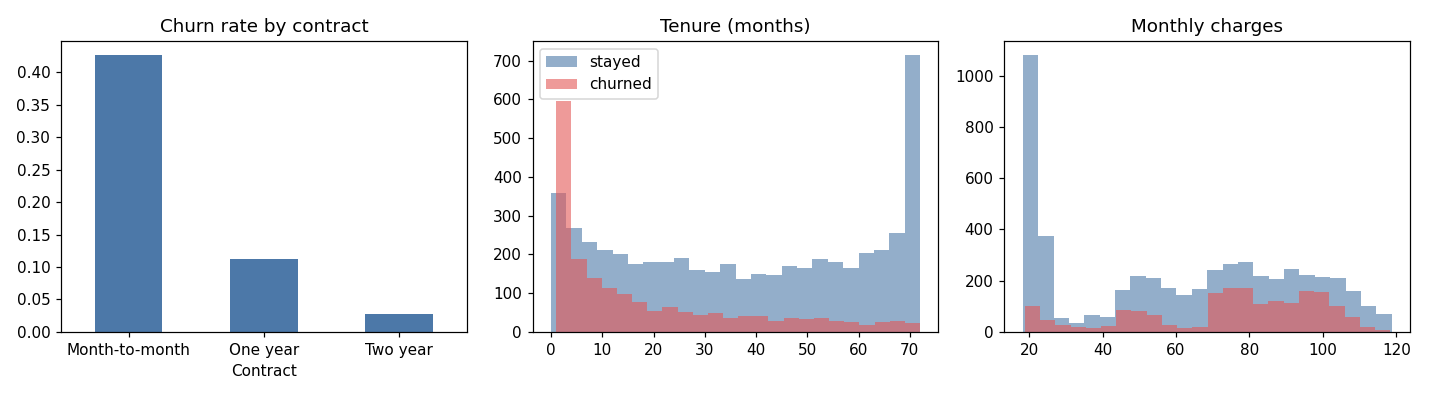 Churn rate by contract
0.40
0.35
0.30
0.25
0.20
0.15
0.10
0.05
0.00
Month-to-month One year Two year
Contract
Tenure (months)
stayed
churned
700
600
500
400
300
200
100
0
0 10 20 30 40 50 60 70
Monthly charges
1000
800
600
400
200
0
20 40 60 80 100 120